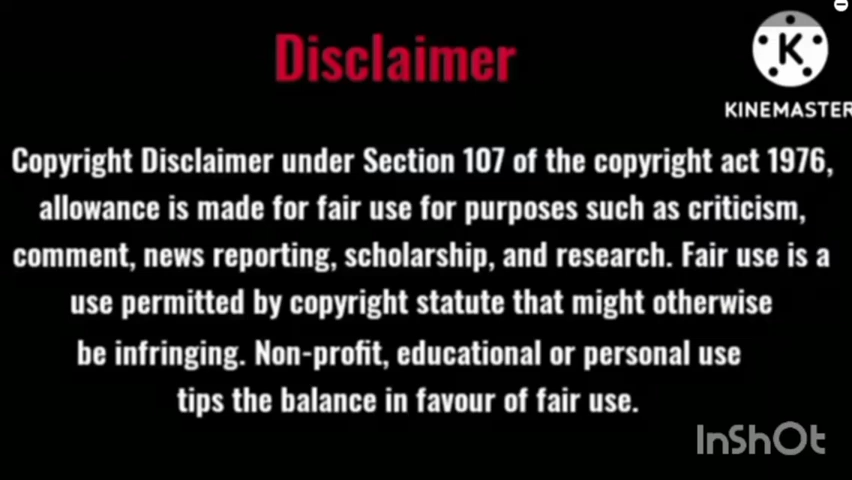 Disclaimer
K
KINEMASTER
Copyright Disclaimer under Section 107 of the copyright act 1976,
allowance is made for fair use for purposes such as criticism,
comment, news reporting, scholarship, and research. Fair use is a
use permitted by copyright statute that might otherwise
be infringing. Non-profit, educational or personal use
tips the balance in favour of fair use.
InShOt